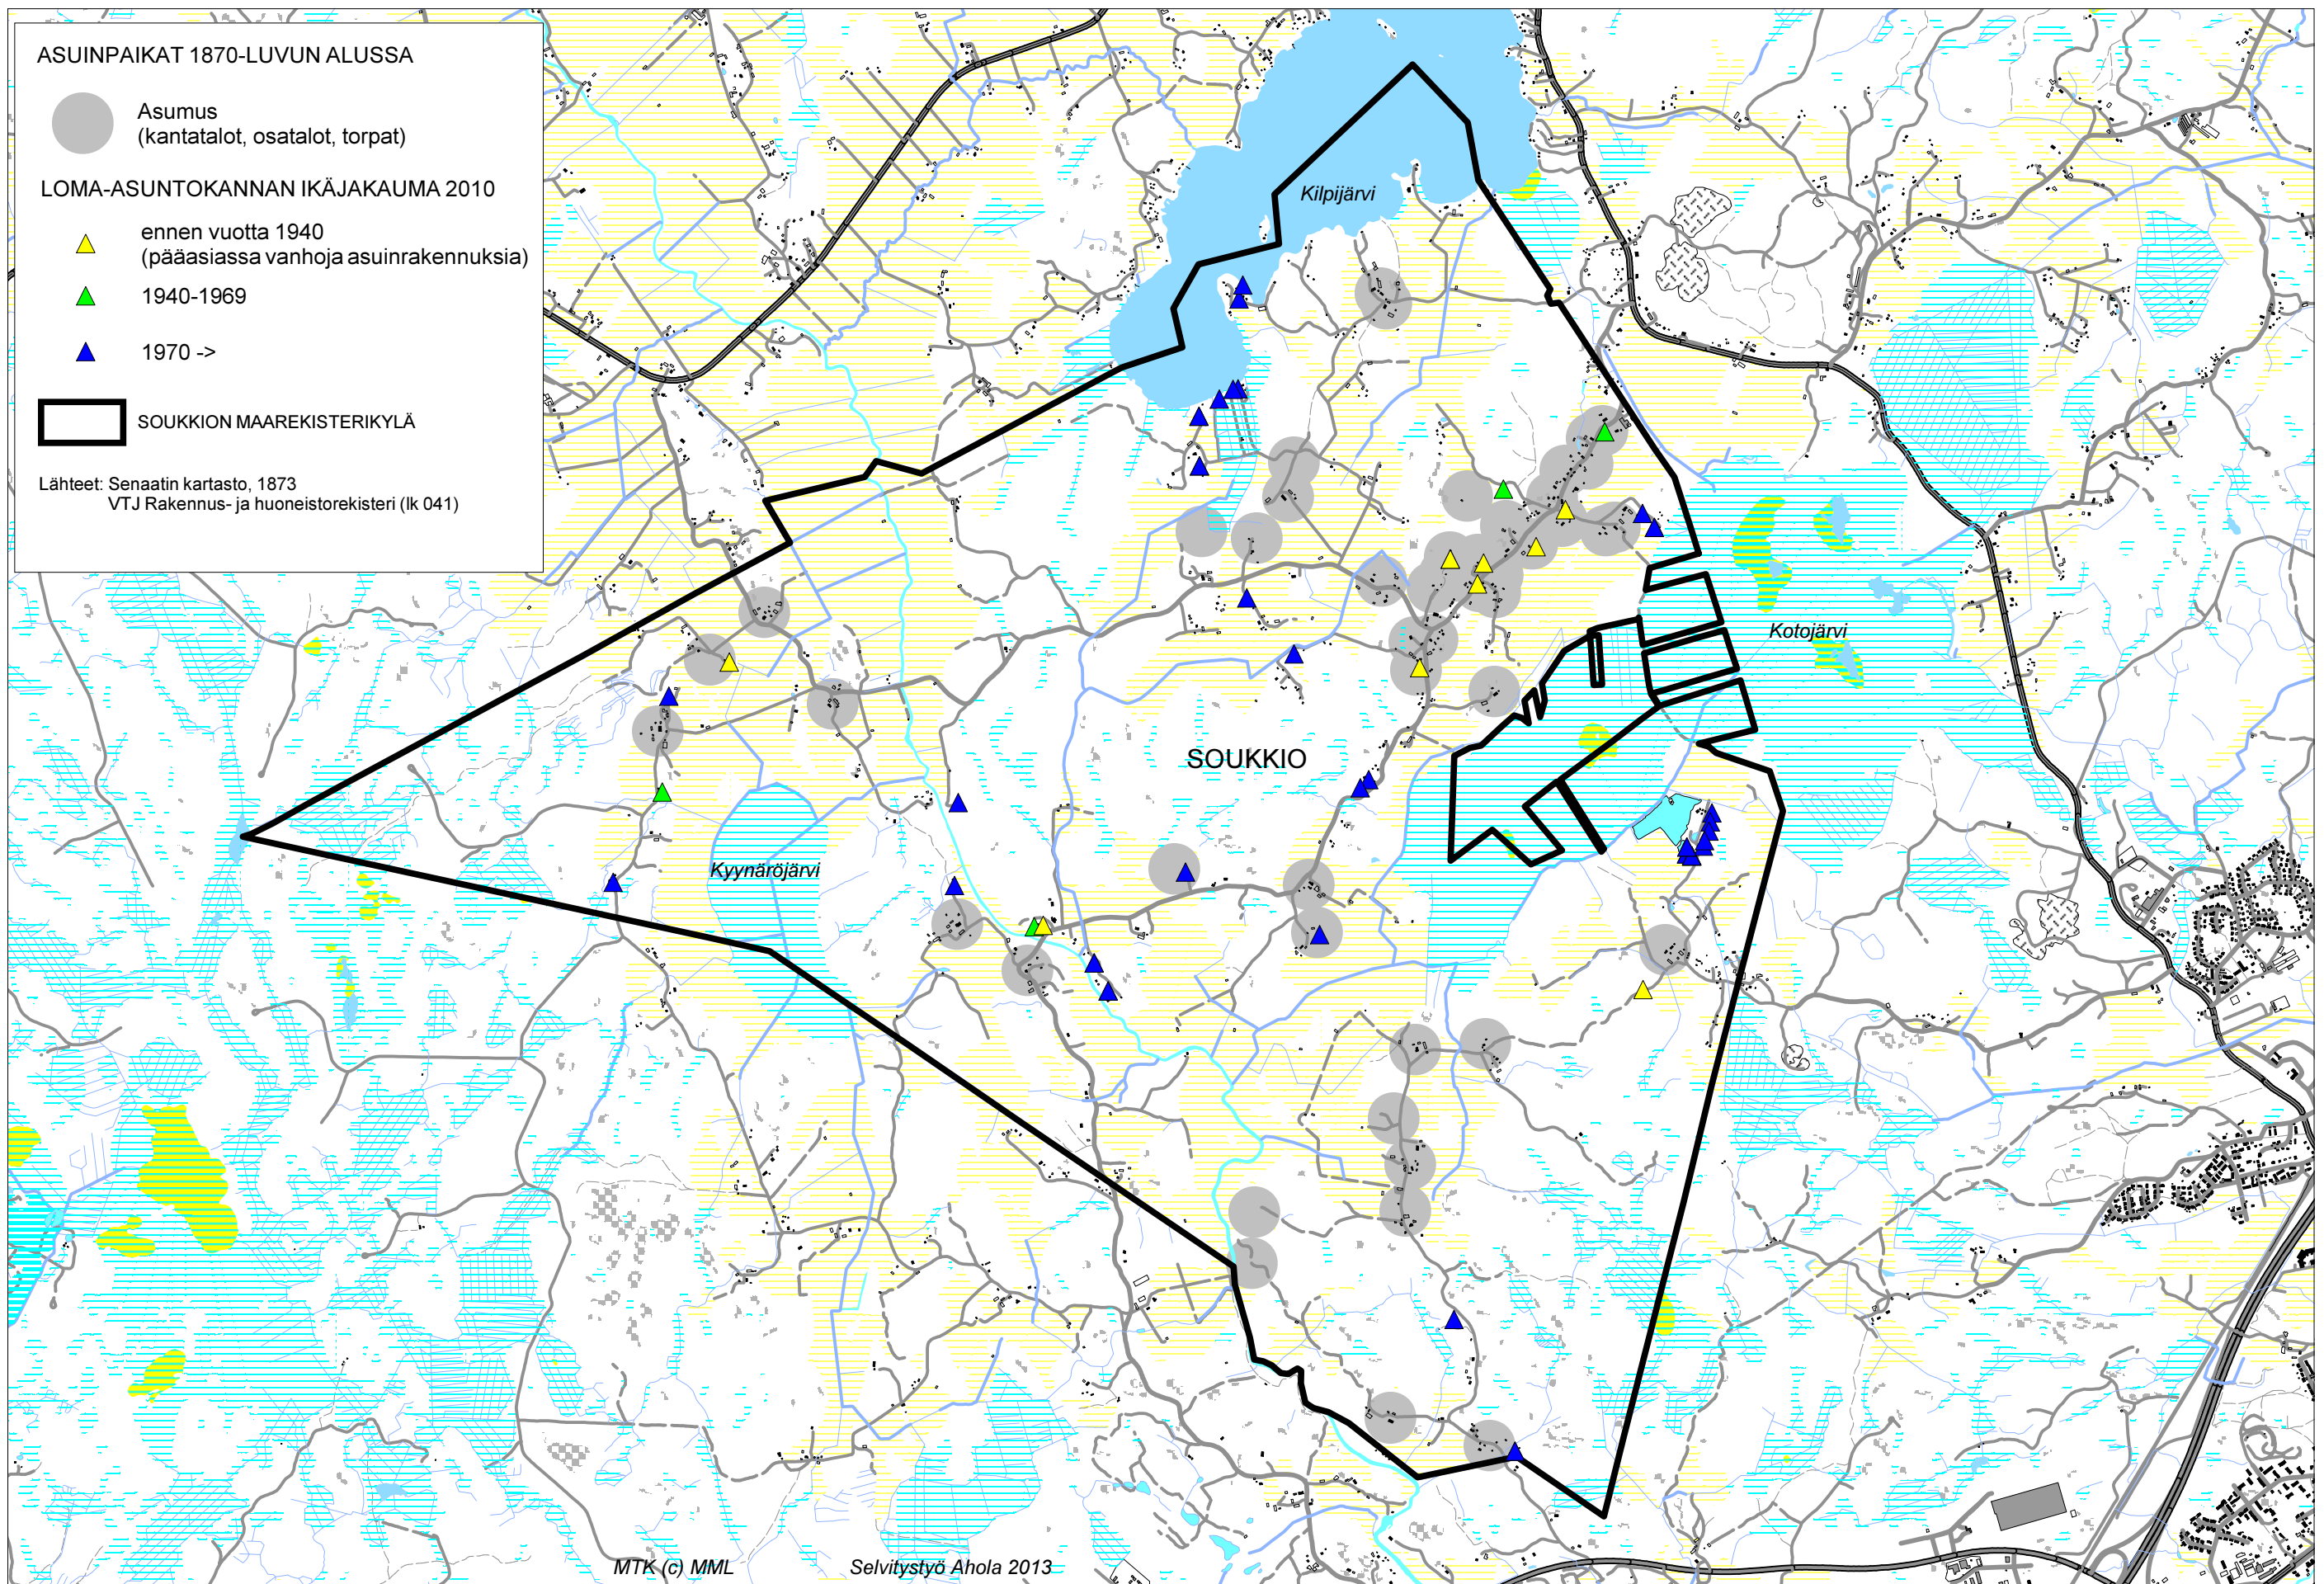 ASUINPAIKAT 1870-LUVUN ALUSSA
Asumus
(kantatalot, osatalot, torpat)
LOMA-ASUNTOKANNAN IKÄJAKAUMA 2010
ennen vuotta 1940
(pääasiassa vanhoja asuinrakennuksia)
1940-1969
1970 ->
SOUKKION MAAREKISTERIKYLÄ
Lähteet: Senaatin kartasto, 1873
VTJ Rakennus- ja huoneistorekisteri (lk 041)
Kilpijärvi
Kotojärvi
SOUKKIO
Kyynäröjärvi
MTK (c) MML
Selvitystyö Ahola 2013